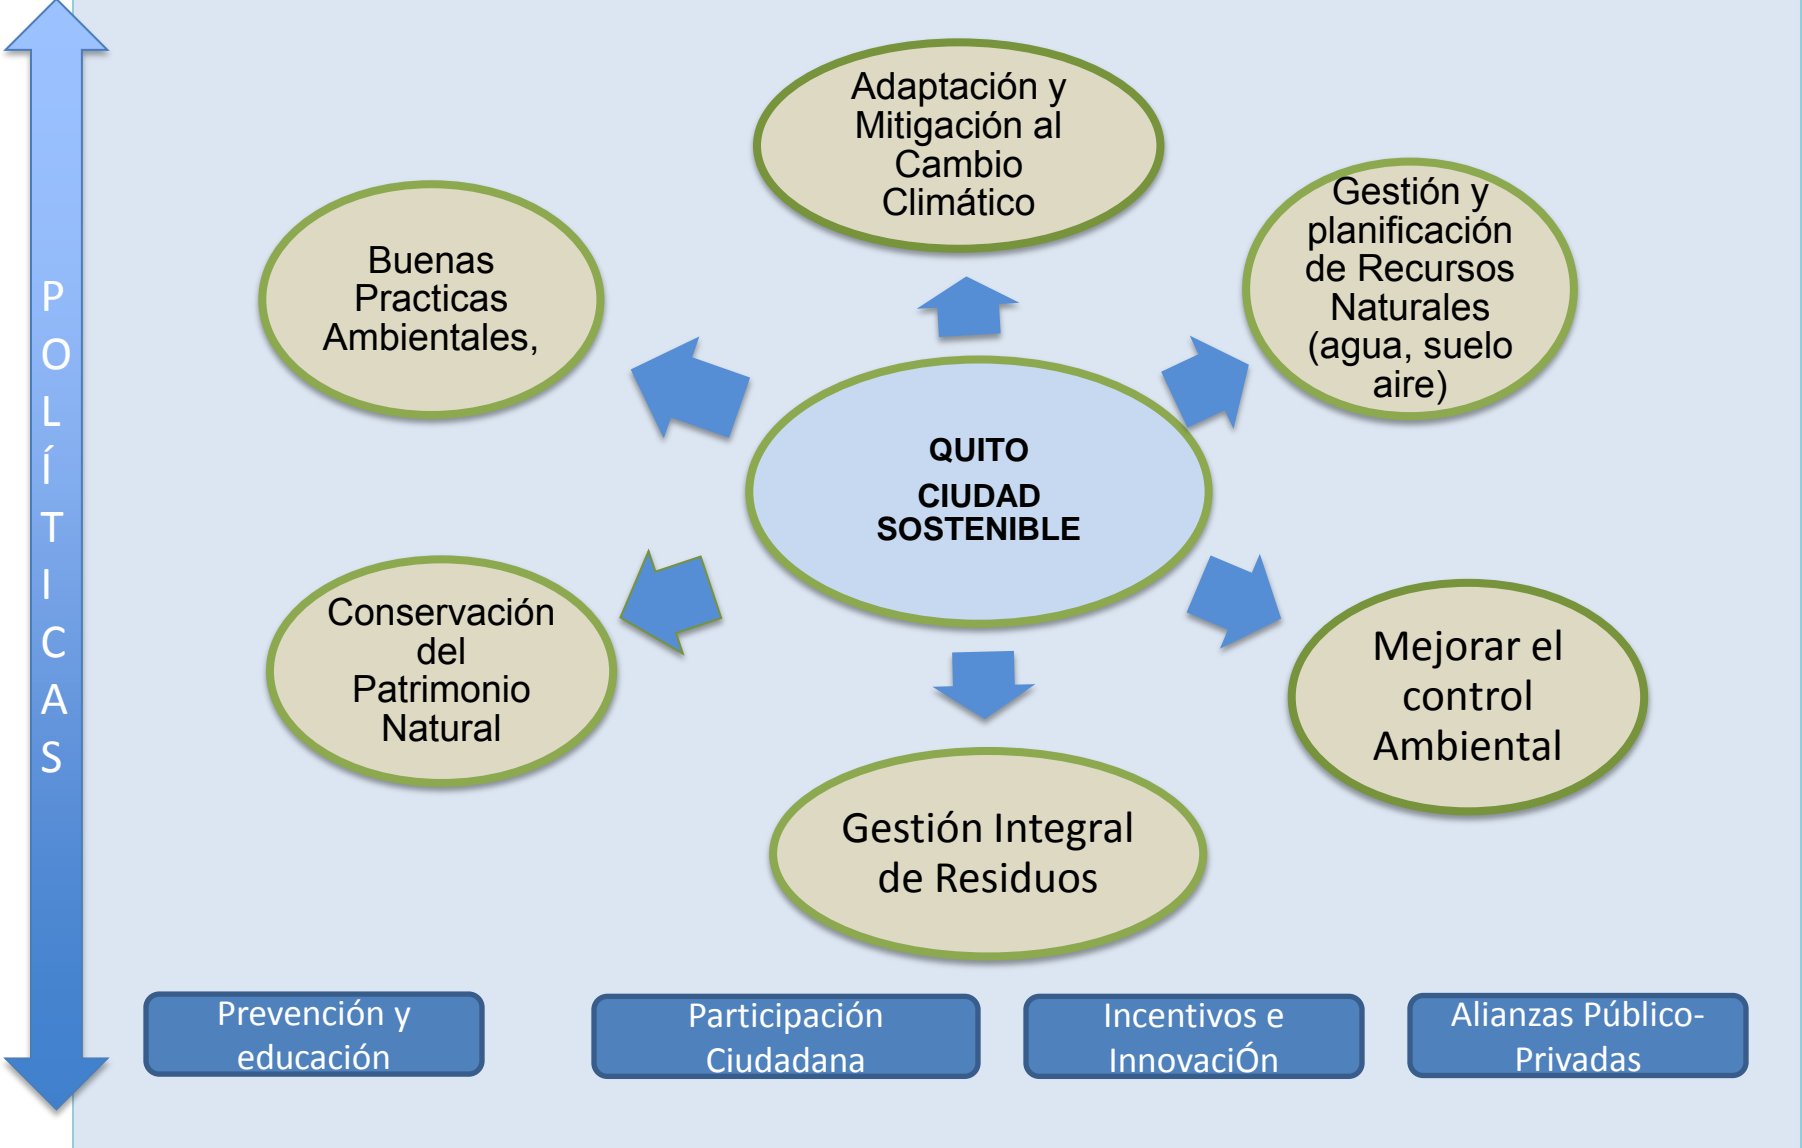 P
O
L
Í
T
I
C
A
S
Adaptación y
Mitigación al
Cambio
Climático
Gestión y
planificación
de Recursos
Naturales
(agua, suelo
aire)
Buenas
Practicas
Ambientales,
QUITO
CIUDAD
SOSTENIBLE
Conservación
del
Patrimonio
Natural
Mejorar el
control
Ambiental
Gestión Integral
de Residuos
Prevención y
educación
Participación
Ciudadana
Incentivos e
InnovaciÓn
Alianzas Público-
Privadas